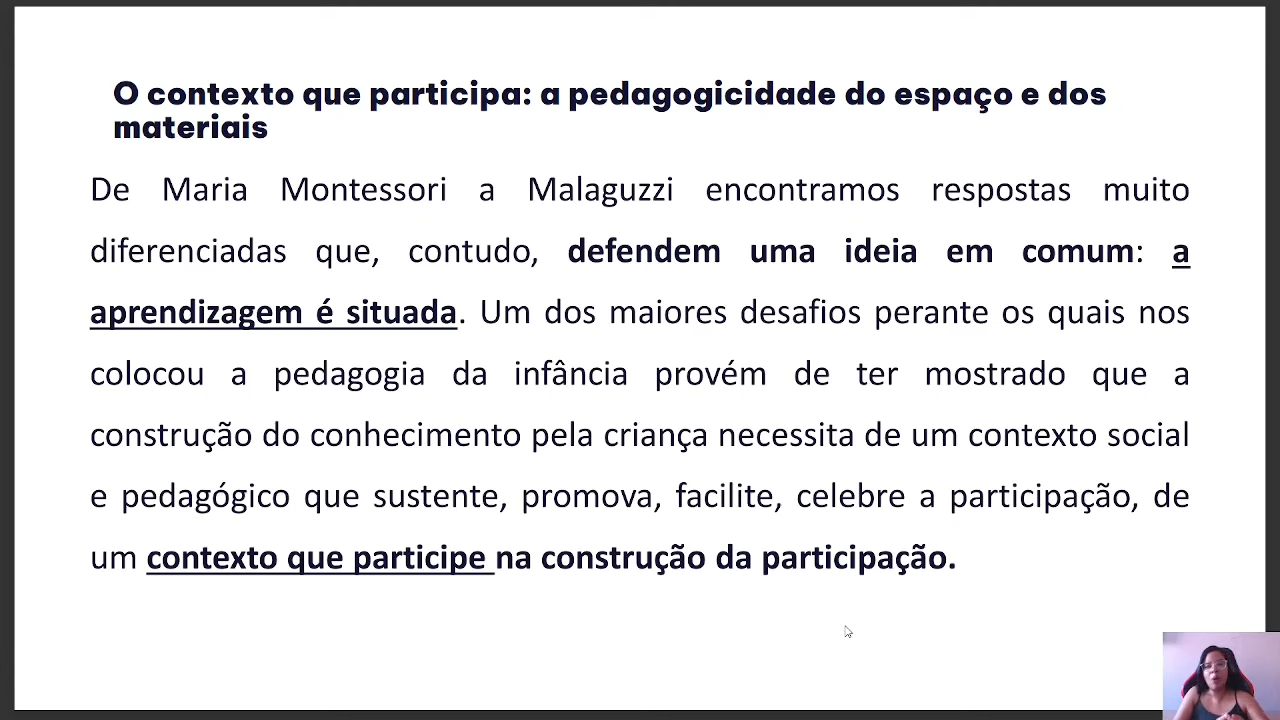 O contexto que participa: a pedagogicidade do espaço e dos
materiais
De Maria Montessori a Malaguzzi encontramos respostas muito
diferenciadas que, contudo, defendem uma ideia em comum: a
aprendizagem é situada. Um dos maiores desafios perante os quais nos
colocou a pedagogia da infância provém de ter mostrado que a
construção do conhecimento pela criança necessita de um contexto social
e pedagógico que sustente, promova, facilite, celebre a participação, de
um contexto que participe na construção da participação.